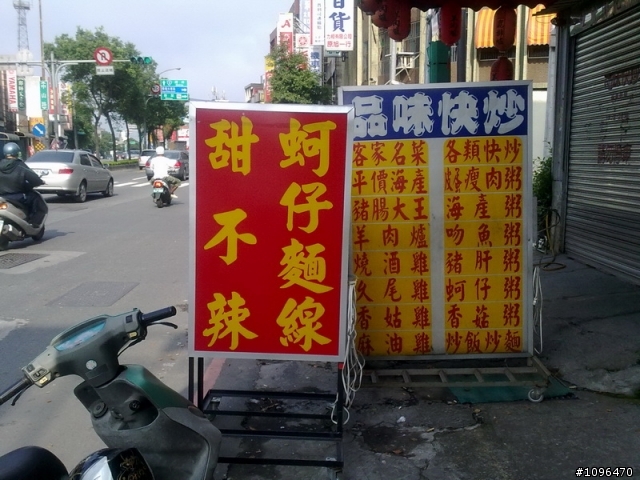 蚵仔麵線
甜不辣
品味快炒
客家名菜
平價海產
豬腸大王
羊肉爐
燒酒雞
尾雞
香菇雞
麻油雞
各類快炒
瘦肉粥
海產粥
吻魚粥
豬肝粥
蚵仔粥
香菇粥
炒飯炒麵
百貨
#1096470